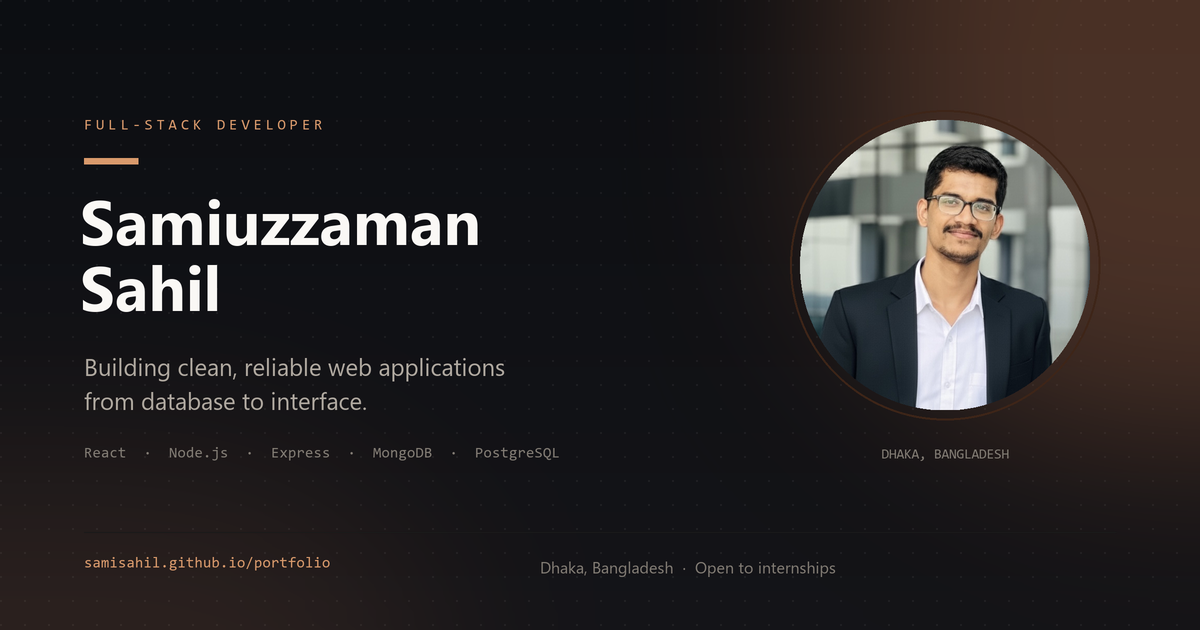 FULL-STACK DEVELOPER
Samiuzzaman
Sahil
Building clean, reliable web applications
from database to interface.
React · Node.js · Express · MongoDB · PostgreSQL
DHAKA, BANGLADESH
samisahil.github.io/portfolio
Dhaka, Bangladesh · Open to internships